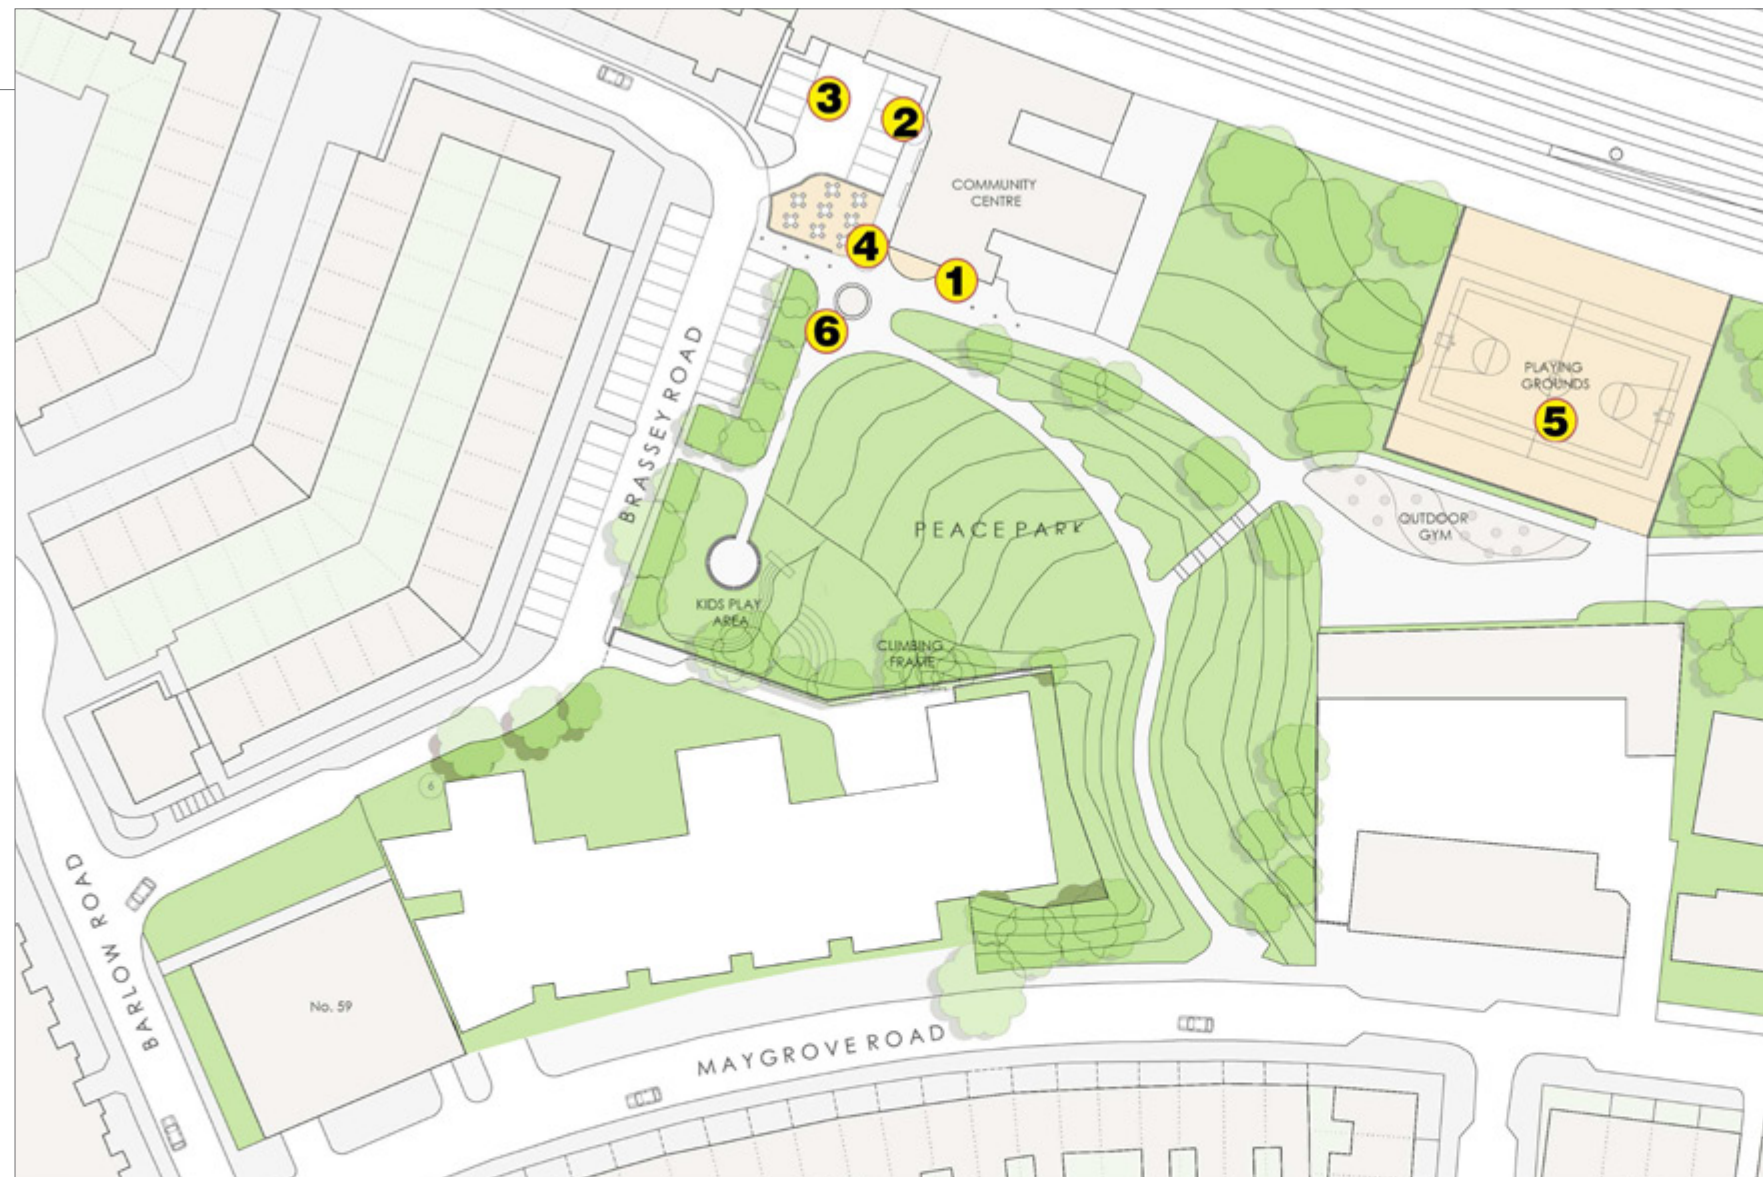 3
2
COMMUNITY
CENTRE
4
1
6
PLAYING
GROUNDS
5
BRASSEY ROAD
PEACE PARK
OUTDOOR
GYM
KIDS PLAY
AREA
CLIMBING
FRAME
6
BARLOW ROAD
No. 59
MAYGROVE ROAD